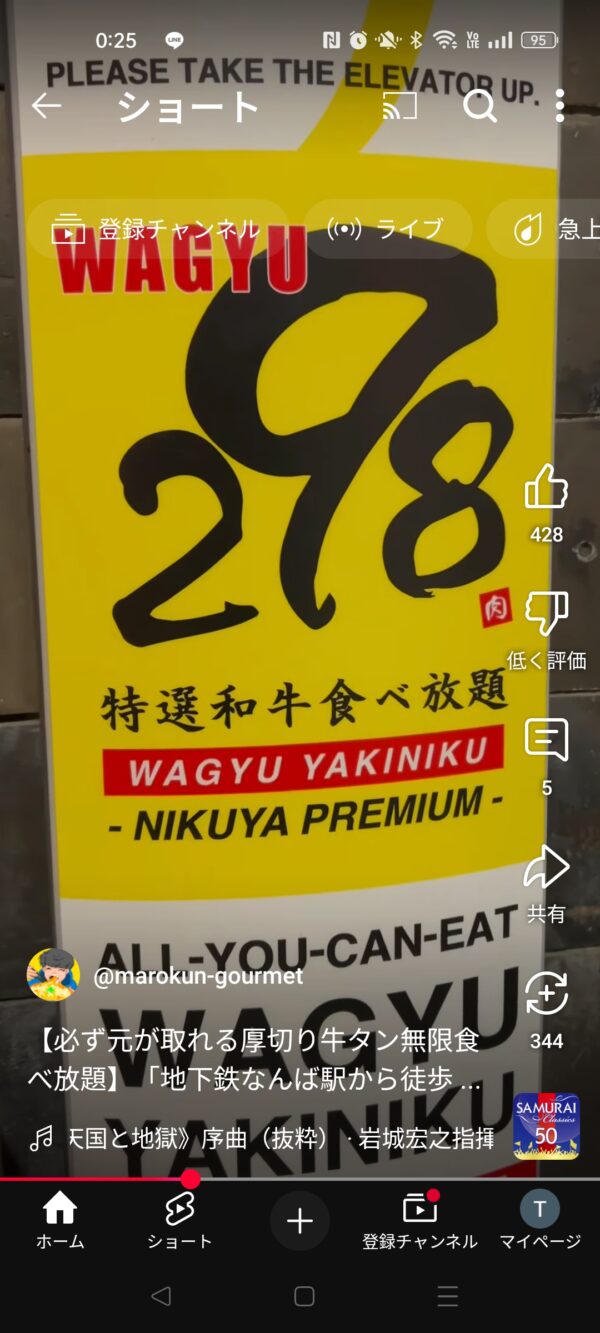 0:25
LINE
Vo
LTE
95
PLEASE TAKE THE ELEVATOR UP.
ショート
登録チャンネル
ライブ
急上
WAGYU
298
肉
特選和牛食べ放題
WAGYU YAKINIKU
- NIKUYA PREMIUM -
428
低く評価
5
共有
344
ALL-YOU-CAN-EAT
WAGYU
YAKINIKU
@marokun-gourmet
【必ず元が取れる厚切り牛タン無限食
べ放題】「地下鉄なんば駅から徒歩 ...
天国と地獄》序曲（抜粋） · 岩城宏之指揮
SAMURAI
Classics
50
ホーム
ショート
登録チャンネル
T
マイページ